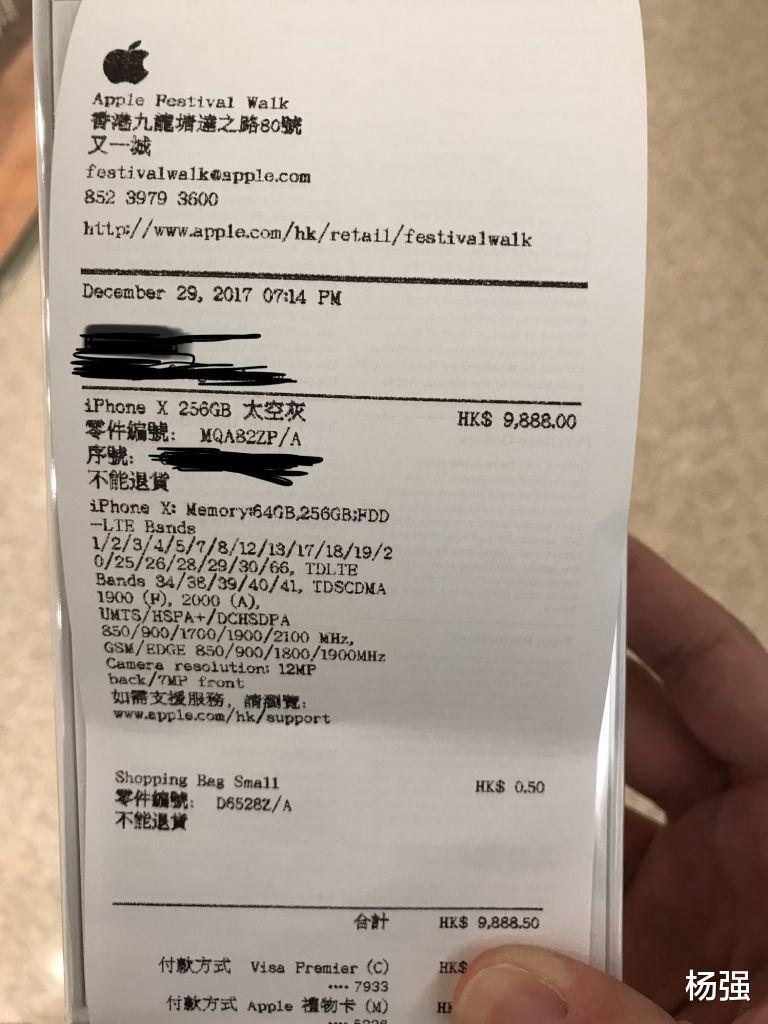 Apple Festival Walk
香港九龍塘達之路80號
又一城
festivalwalk@apple.com
852 3979 3600
http://www.apple.com/hk/retail/festivalwalk
December 29, 2017 07:14 PM
iPhone X 256GB 太空灰 HK$ 9,888.00
零件編號: MQA82ZP/A
序號:
不能退貨
iPhone X: Memory:64GB,256GB;FDD
-LTE Bands
1/2/3/4/5/7/8/12/13/17/18/19/2
0/25/26/28/29/30/66, TDLTE
Bands 34/38/39/40/41, TDSCDMA
1900 (F), 2000 (A),
UMTS/HSPA+/DCHSDPA
850/900/1700/1900/2100 MHz,
GSM/EDGE 850/900/1800/1900MHz
Camera resolution: 12MP
back/7MP front
如需支援服務, 請瀏覽:
www.apple.com/hk/support
Shopping Bag Small HK$ 0.50
零件編號: D6528Z/A
不能退貨
合計 HK$ 9,888.50
付款方式 Visa Premier (C) HK$
•••• 7933
付款方式 Apple 禮物卡 (M) HK
杨强